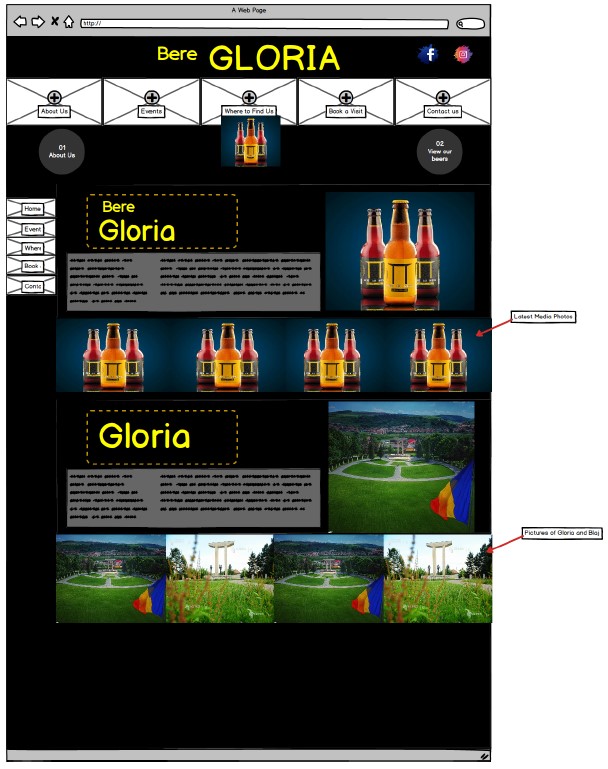 A Web Page
http://
Bere GLORIA
About Us
Events
Where to Find Us
Book a Visit
Contact us
01
About Us
02
View our
beers
Home
Event
Wher
Book
Conta
Bere
Gloria
Latest Media Photos
Gloria
Pictures of Gloria and Blaj